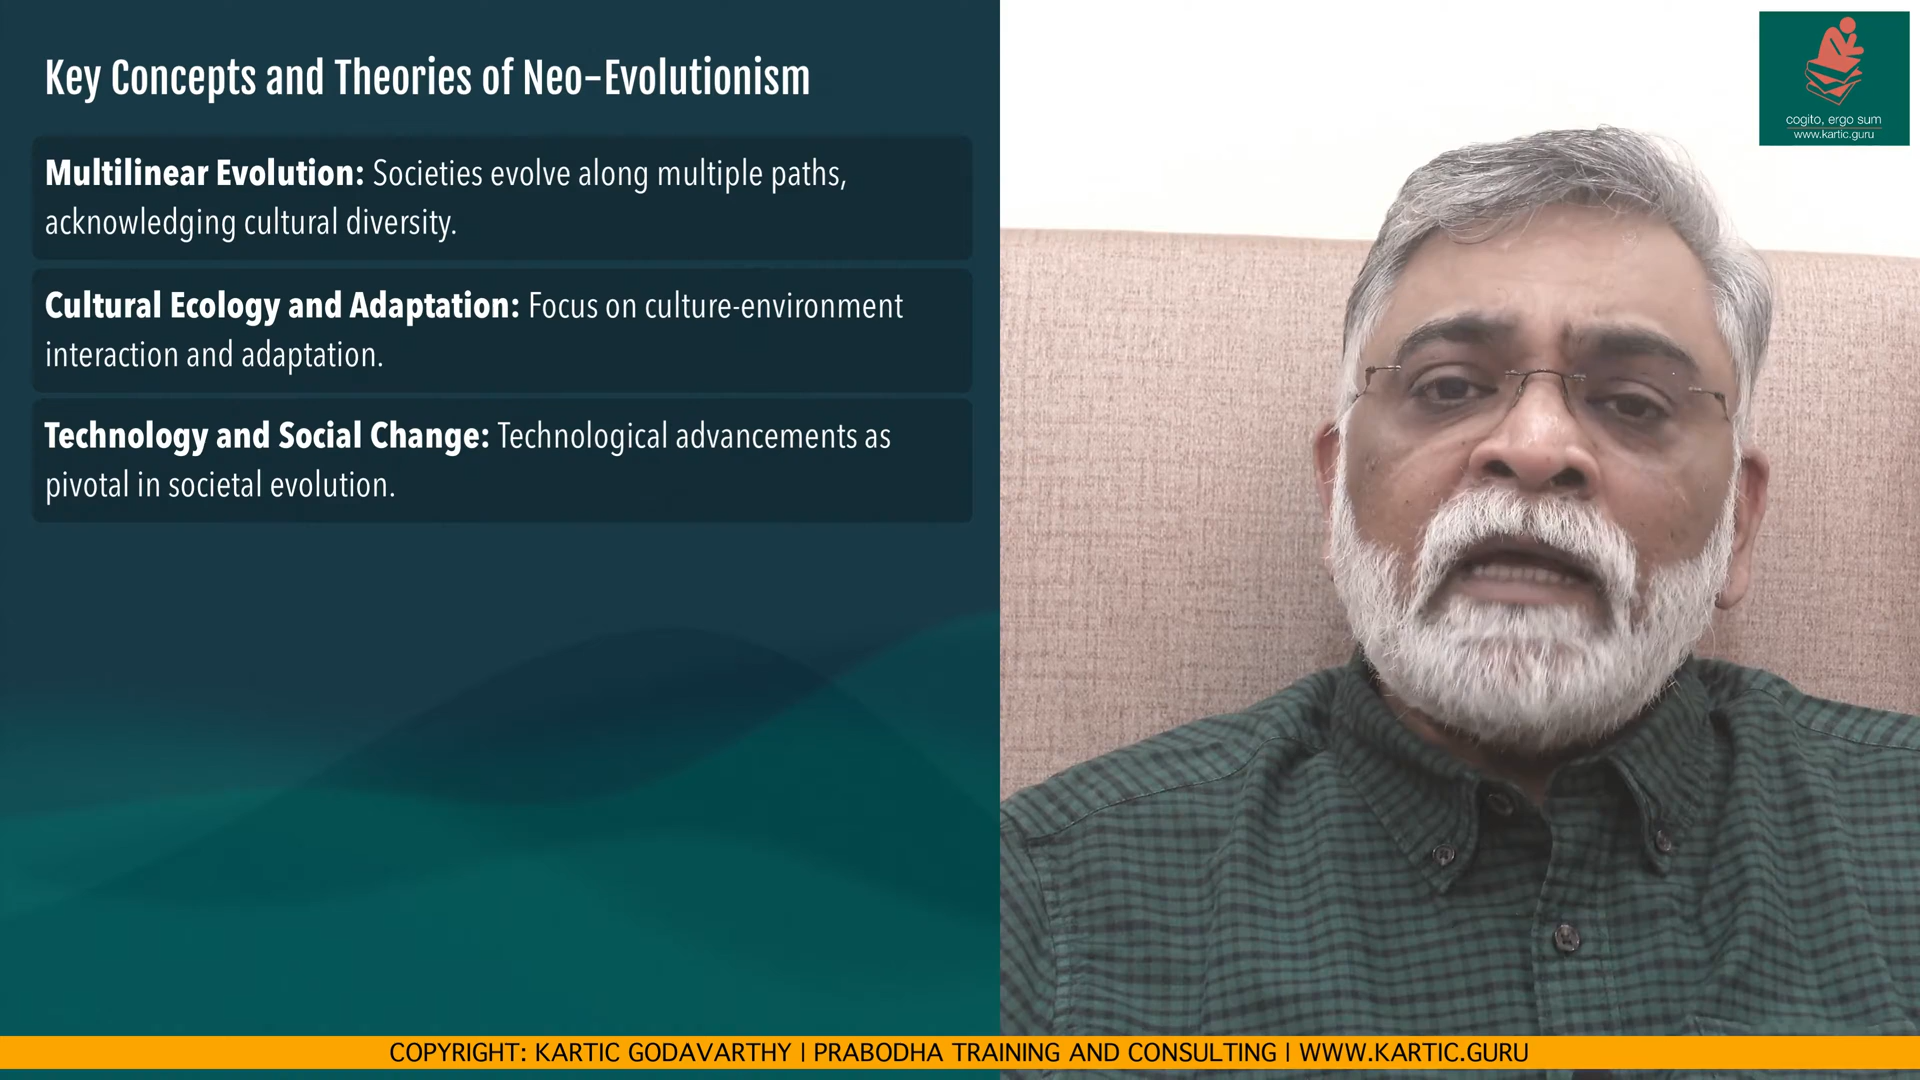 Key Concepts and Theories of Neo-Evolutionism
Multilinear Evolution: Societies evolve along multiple paths,
acknowledging cultural diversity.
Cultural Ecology and Adaptation: Focus on culture-environment
interaction and adaptation.
Technology and Social Change: Technological advancements as
pivotal in societal evolution.
cogito, ergo sum
www.kartic.guru
COPYRIGHT: KARTIC GODAVARTHY | PRABODHA TRAINING AND CONSULTING | WWW.KARTIC.GURU